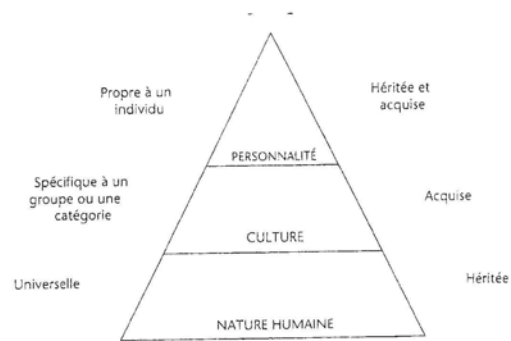 Propre à un
individu
Héritée et
acquise
PERSONNALITÉ
Spécifique à un
groupe ou une
catégorie
Acquise
CULTURE
Universelle
Héritée
NATURE HUMAINE